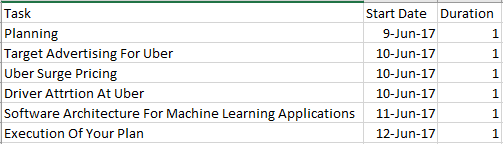 Task Start Date Duration
Planning 9-Jun-17 1
Target Advertising For Uber 10-Jun-17 1
Uber Surge Pricing 10-Jun-17 1
Driver Attrtion At Uber 10-Jun-17 1
Software Architecture For Machine Learning Applications 11-Jun-17 1
Execution Of Your Plan 12-Jun-17 1